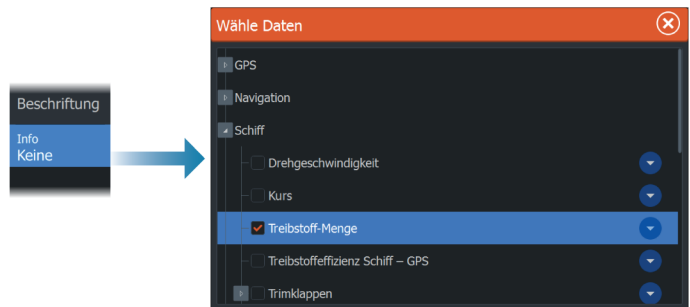 Wähle Daten
GPS
Navigation
Beschriftung
Schiff
Info
Keine
Drehgeschwindigkeit
Kurs
Treibstoff-Menge
Treibstoffeffizienz Schiff – GPS
Trimklappen